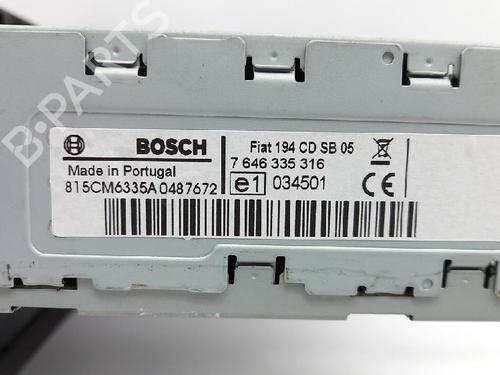 BOSCH
Fiat 194 CD SB 05
7 646 335 316
Made in Portugal
815CM6335A0487672
e1 034501
CE
B-PARTS